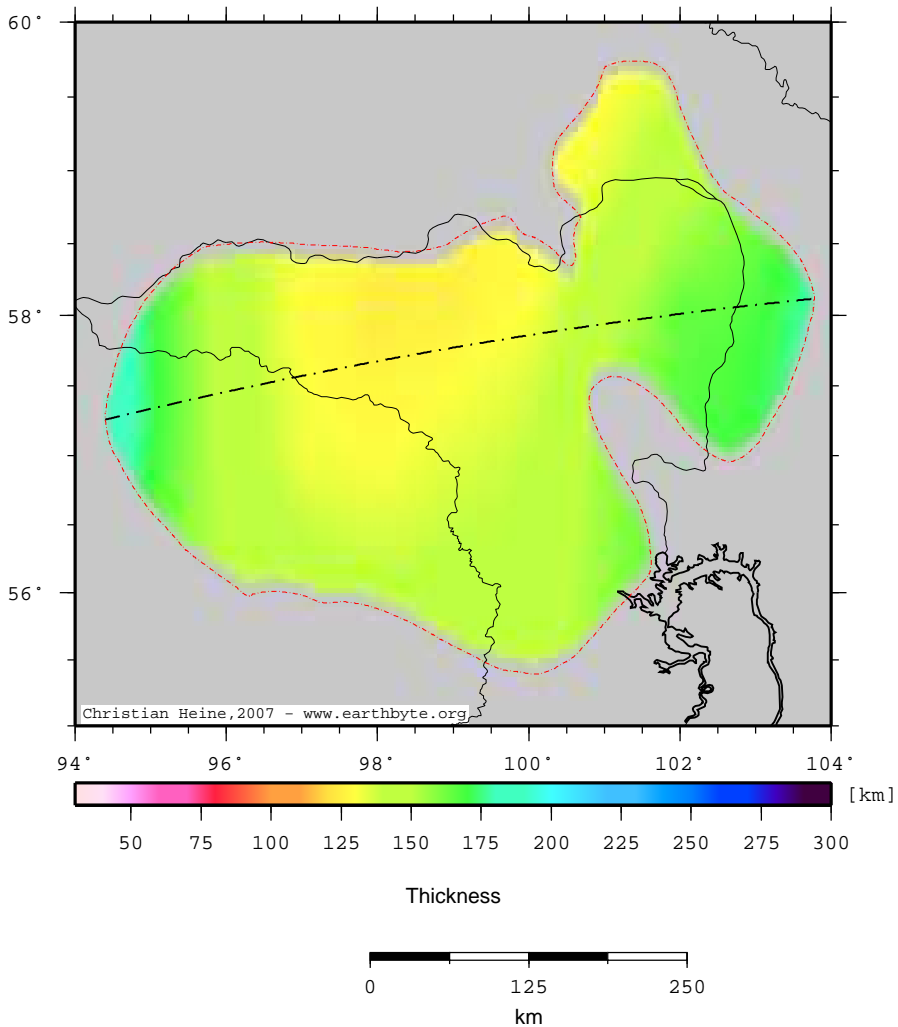 60°
58°
56°
Christian Heine,2007 - www.earthbyte.org
94° 96° 98° 100° 102° 104°
[km]
50 75 100 125 150 175 200 225 250 275 300
Thickness
0 125 250
km